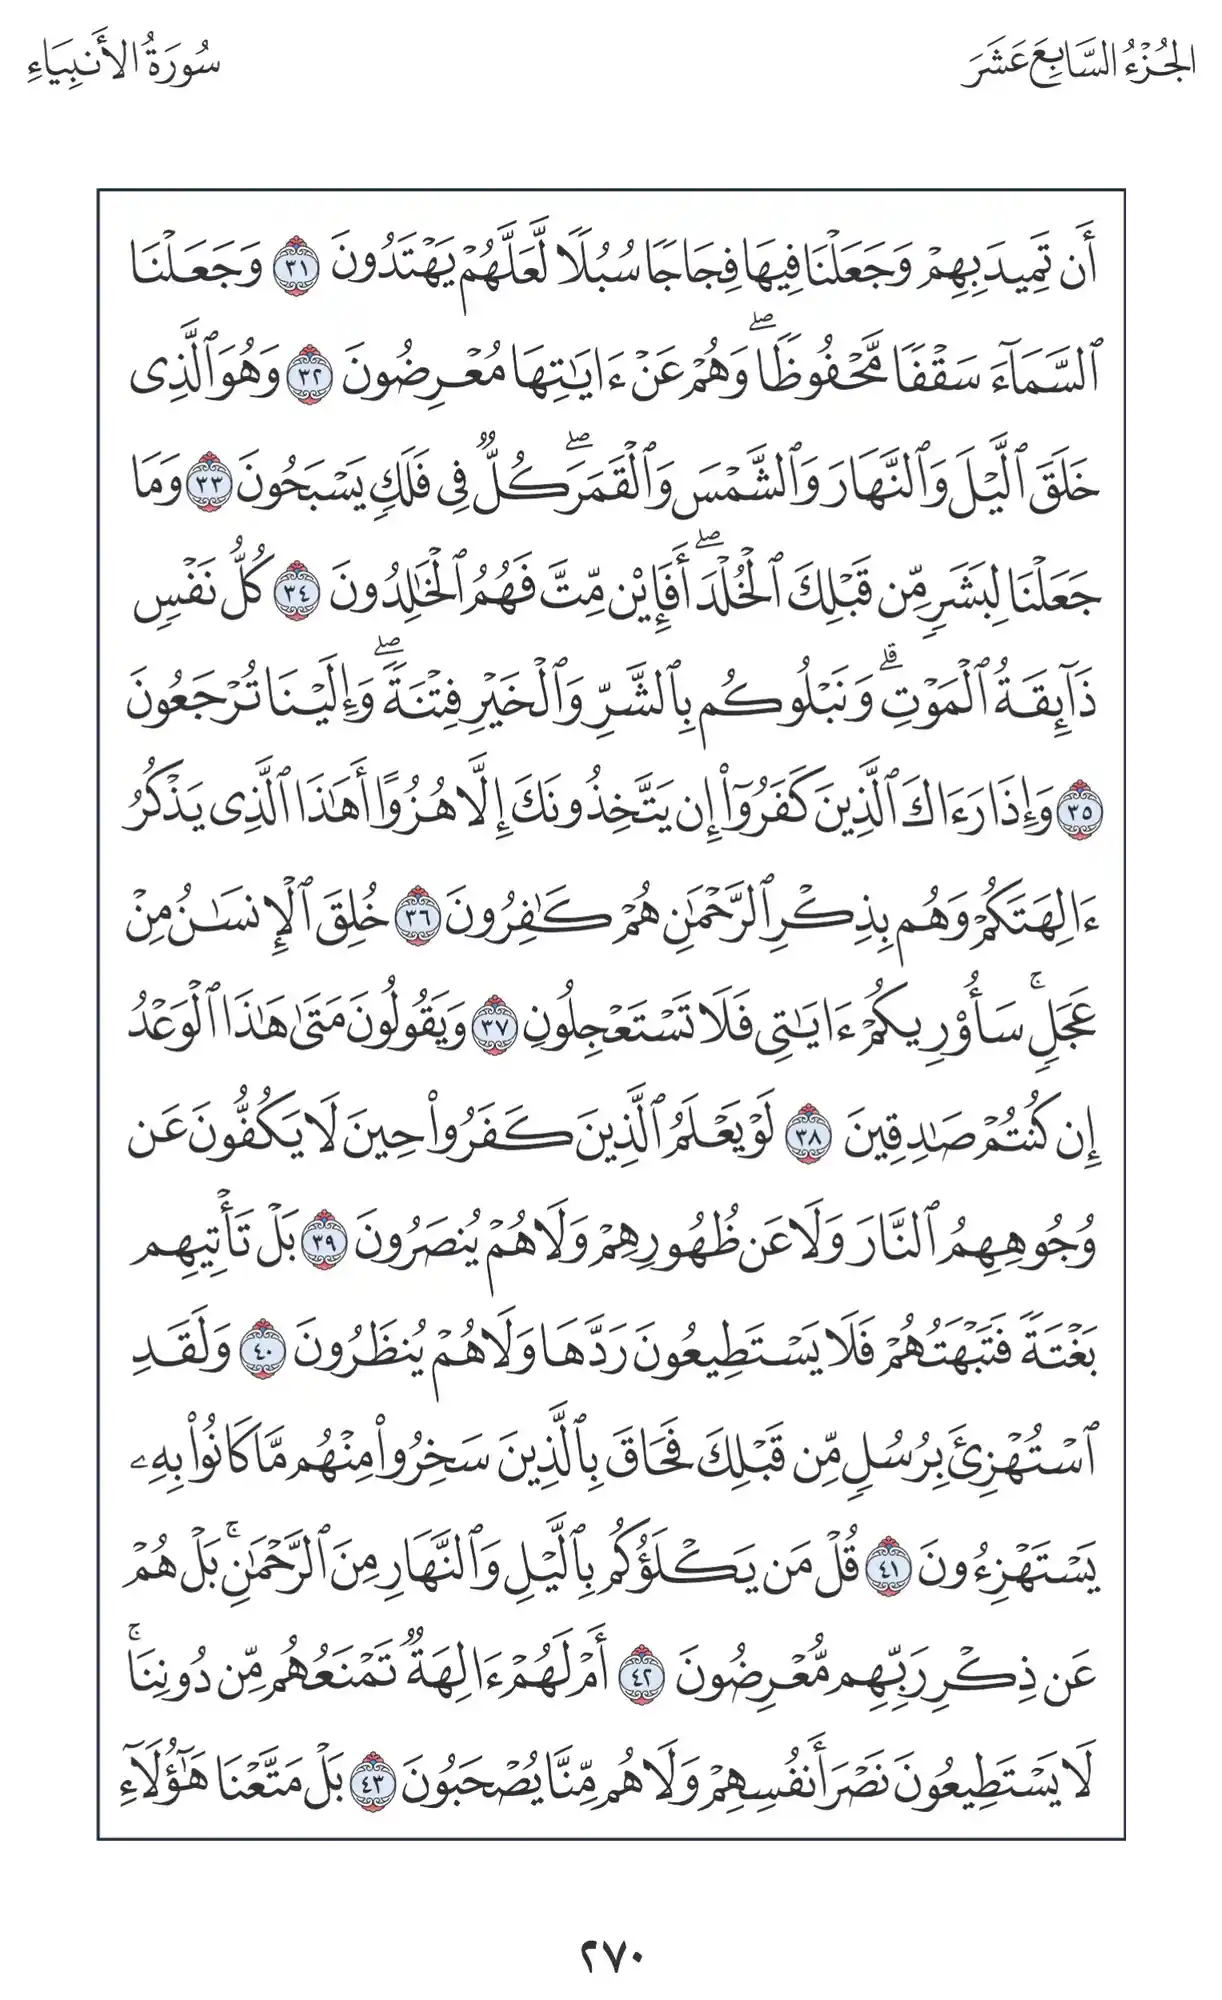 الجُزْءُ السَّابِعَ عَشَرَ
سُورَةُ الأَنبِيَاءِ
أَن تَمِيدَ بِهِمْ وَجَعَلْنَا فِيهَا فِجَاجًا سُبُلًا لَّعَلَّهُمْ يَهْتَدُونَ ٣١ وَجَعَلْنَا
ٱلسَّمَآءَ سَقْفًا مَّحْفُوظًاۖ وَهُمْ عَنْ ءَايَٰتِهَا مُعْرِضُونَ ٣٢ وَهُوَ ٱلَّذِى
خَلَقَ ٱلَّيْلَ وَٱلنَّهَارَ وَٱلشَّمْسَ وَٱلْقَمَرَۖ كُلٌّ فِى فَلَكٍ يَسْبَحُونَ ٣٣ وَمَا
جَعَلْنَا لِبَشَرٍ مِّن قَبْلِكَ ٱلْخُلْدَۖ أَفَإِيْن مِّتَّ فَهُمُ ٱلْخَٰلِدُونَ ٣٤ كُلُّ نَفْسٍ
ذَآئِقَةُ ٱلْمَوْتِۗ وَنَبْلُوكُم بِٱلشَّرِّ وَٱلْخَيْرِ فِتْنَةًۖ وَإِلَيْنَا تُرْجَعُونَ
٣٥ وَإِذَا رَءَاكَ ٱلَّذِينَ كَفَرُوٓا۟ إِن يَتَّخِذُونَكَ إِلَّا هُزُوًا أَهَٰذَا ٱلَّذِى يَذْكُرُ
ءَالِهَتَكُمْ وَهُم بِذِكْرِ ٱلرَّحْمَٰنِ هُمْ كَٰفِرُونَ ٣٦ خُلِقَ ٱلْإِنسَٰنُ مِنْ
عَجَلٍۚ سَأُو۟رِيكُمْ ءَايَٰتِى فَلَا تَسْتَعْجِلُونِ ٣٧ وَيَقُولُونَ مَتَىٰ هَٰذَا ٱلْوَعْدُ
إِن كُنتُمْ صَٰدِقِينَ ٣٨ لَوْ يَعْلَمُ ٱلَّذِينَ كَفَرُوا۟ حِينَ لَا يَكُفُّونَ عَن
وُجُوهِهِمُ ٱلنَّارَ وَلَا عَن ظُهُورِهِمْ وَلَا هُمْ يُنصَرُونَ ٣٩ بَلْ تَأْتِيهِم
بَغْتَةً فَتَبْهَتُهُمْ فَلَا يَسْتَطِيعُونَ رَدَّهَا وَلَا هُمْ يُنظَرُونَ ٤٠ وَلَقَدِ
ٱسْتُهْزِئَ بِرُسُلٍ مِّن قَبْلِكَ فَحَاقَ بِٱلَّذِينَ سَخِرُوا۟ مِنْهُم مَّا كَانُوا۟ بِهِۦ
يَسْتَهْزِءُونَ ٤١ قُلْ مَن يَكْلَؤُكُم بِٱلَّيْلِ وَٱلنَّهَارِ مِنَ ٱلرَّحْمَٰنِۚ بَلْ هُمْ
عَن ذِكْرِ رَبِّهِم مُّعْرِضُونَ ٤٢ أَمْ لَهُمْ ءَالِهَةٌ تَمْنَعُهُم مِّن دُونِنَاۚ
لَا يَسْتَطِيعُونَ نَصْرَ أَنفُسِهِمْ وَلَا هُم مِّنَّا يُصْحَبُونَ ٤٣ بَلْ مَتَّعْنَا هَٰٓؤُلَآءِ
٢٧٠